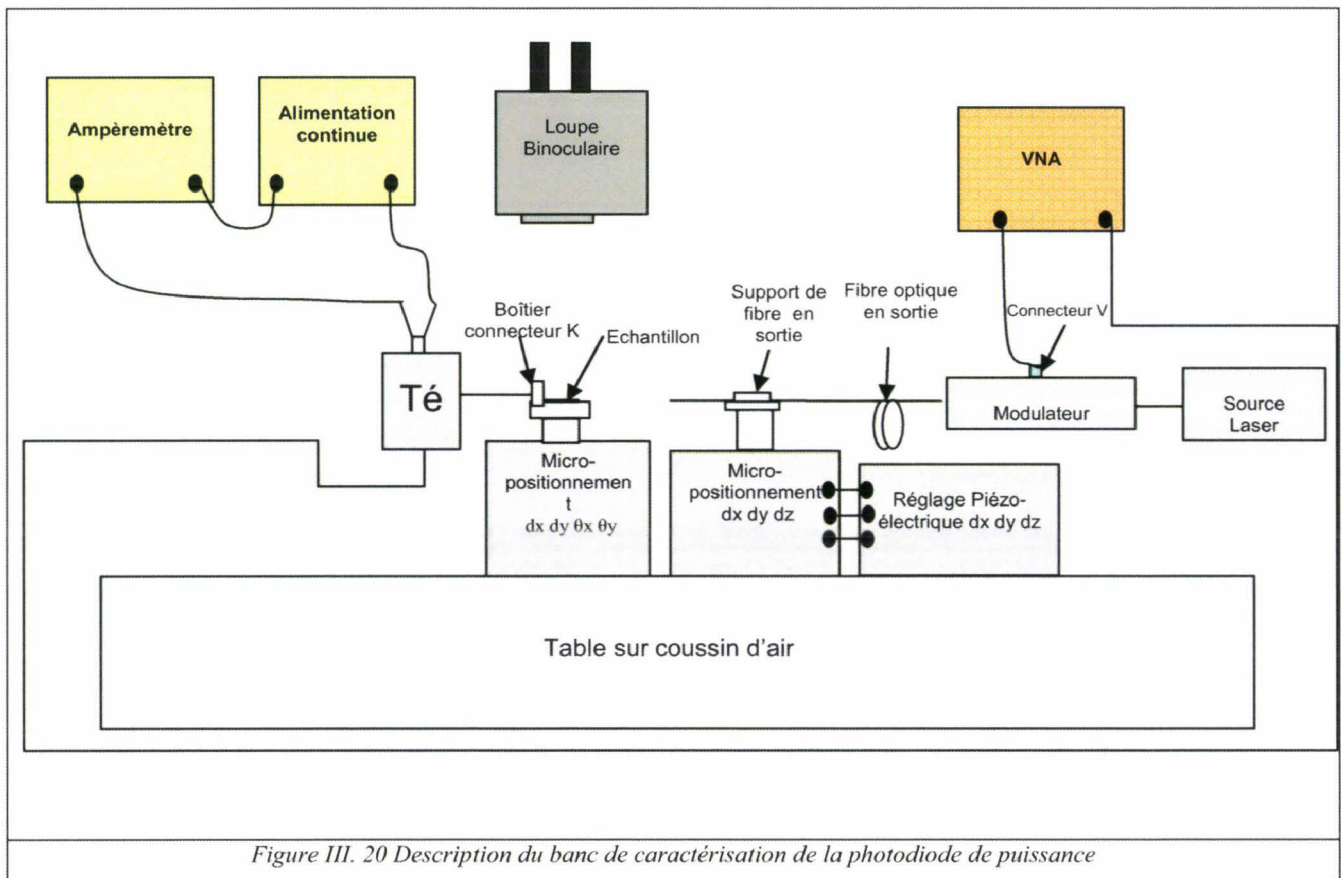 Ampèremètre
Alimentation
continue
Loupe
Binoculaire
VNA
Boîtier
connecteur K
Echantillon
Support de
fibre en
sortie
Fibre optique
en sortie
Connecteur V
Té
Modulateur
Source
Laser
Micro-
positionnemen
t
dx dy θx θy
Micro-
positionnement
dx dy dz
Réglage Piézo-
électrique dx dy dz
Table sur coussin d'air
Figure III. 20 Description du banc de caractérisation de la photodiode de puissance